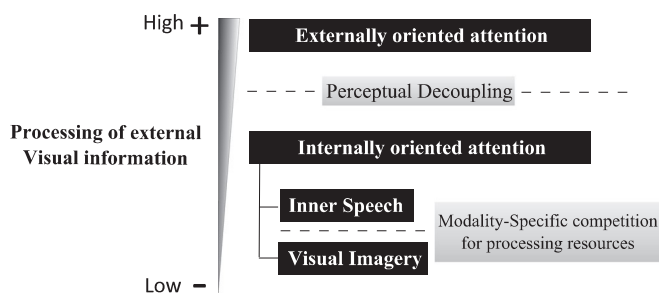 High +
Externally oriented attention
Perceptual Decoupling
Processing of external
Visual information
Internally oriented attention
Inner Speech
Modality-Specific competition
for processing resources
Visual Imagery
Low -